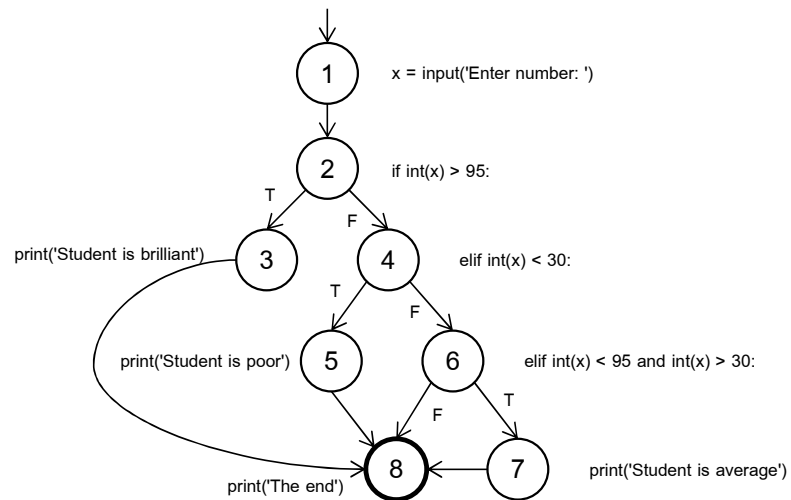 1
x = input('Enter number: ')
2
if int(x) > 95:
T
F
print('Student is brilliant')
3
4
elif int(x) < 30:
T
F
print('Student is poor')
5
6
elif int(x) < 95 and int(x) > 30:
F
T
print('The end')
8
7
print('Student is average')